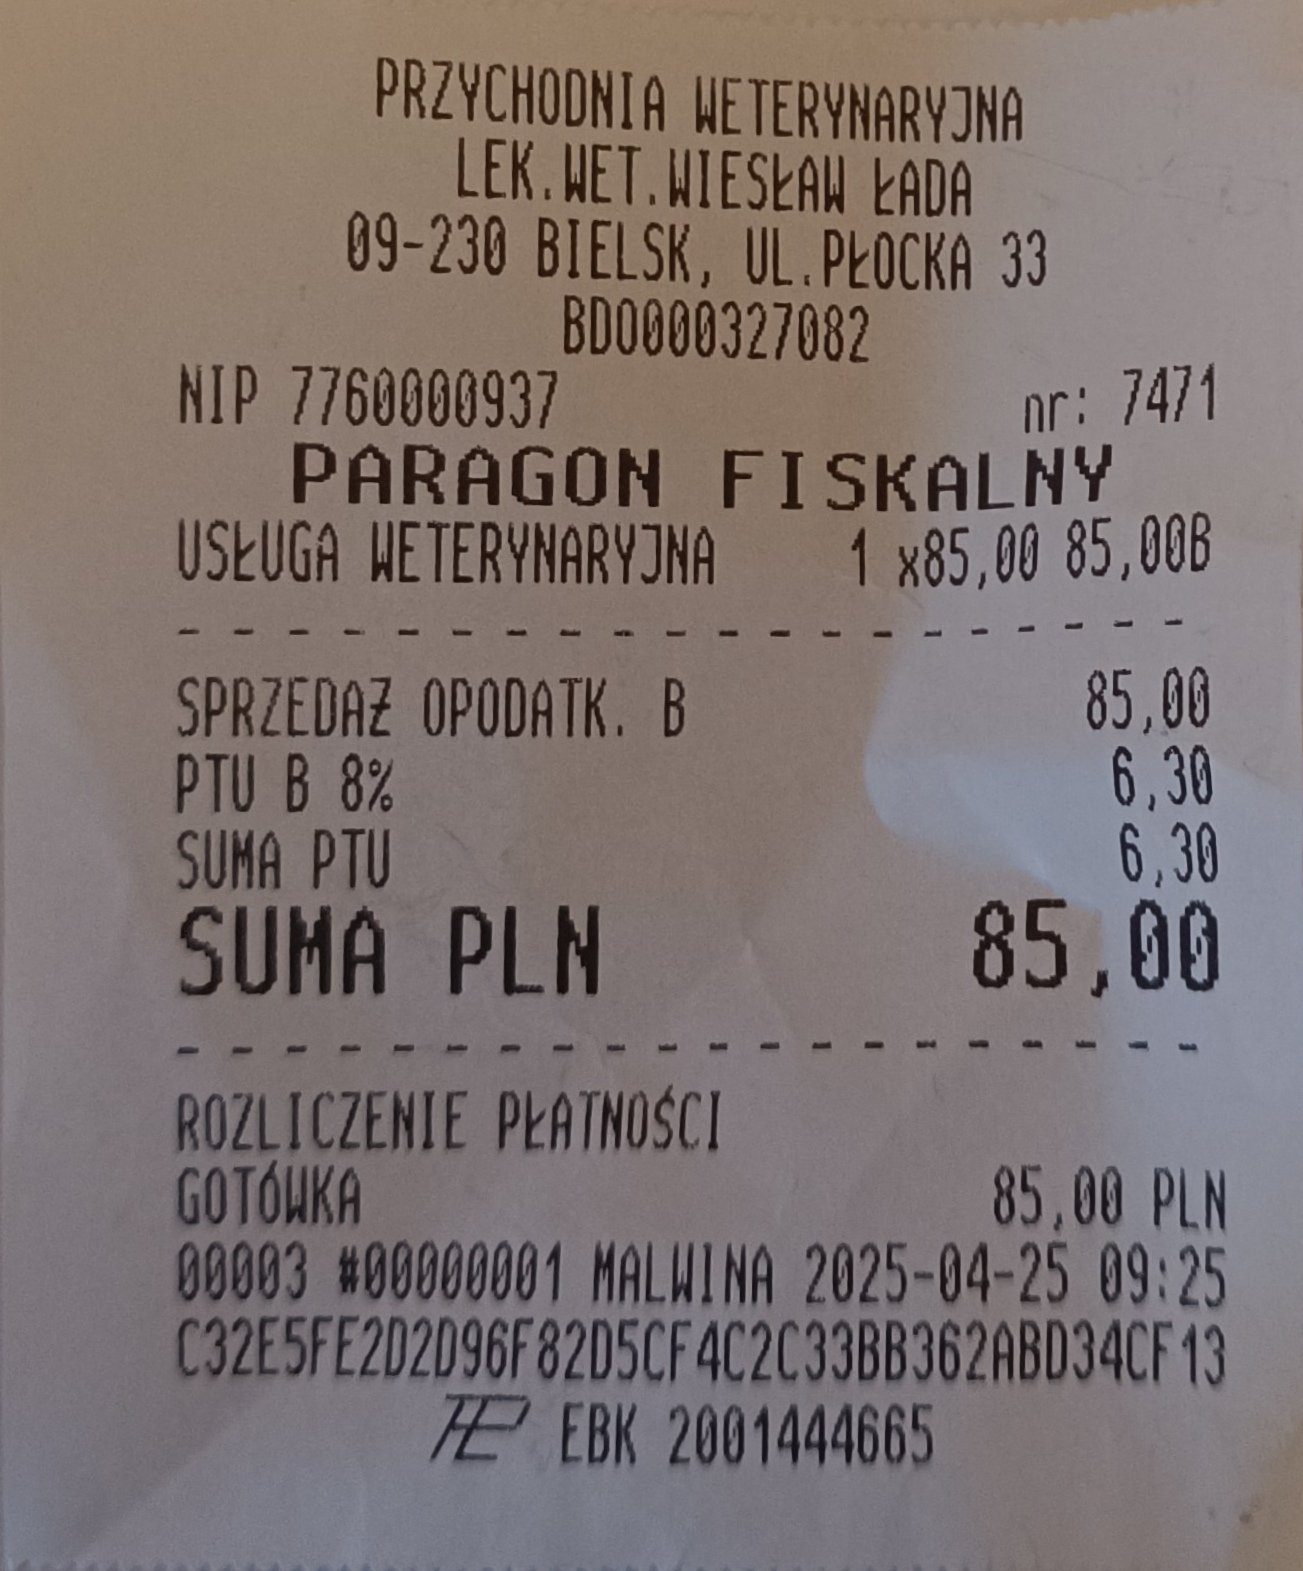 PRZYCHODNIA WETERYNARYJNA
LEK.WET.WIESŁAW ŁADA
09-230 BIELSK, UL.PŁOCKA 33
BDO000327082
NIP 7760000937 nr: 7471
PARAGON FISKALNY
USŁUGA WETERYNARYJNA 1 x85,00 85,00B
- - - - - - - - - - - - - - - - - - -
SPRZEDAŻ OPODATK. B 85,00
PTU B 8% 6,30
SUMA PTU 6,30
SUMA PLN 85,00
- - - - - - - - - - - - - - - - - - -
ROZLICZENIE PŁATNOŚCI
GOTÓWKA 85,00 PLN
00003 #00000001 MALWINA 2025-04-25 09:25
C32E5FE2D2D96F82D5CF4C2C33BB362ABD34CF13
EBK 2001444665